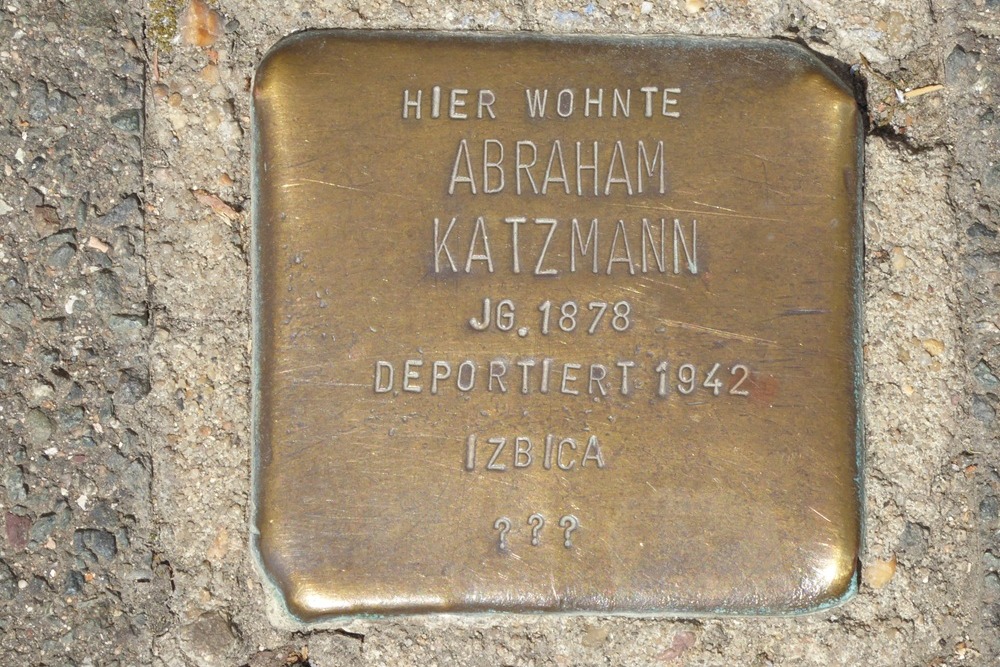 HIER WOHNTE
ABRAHAM
KATZMANN
JG. 1878
DEPORTIERT 1942
IZBICA
???